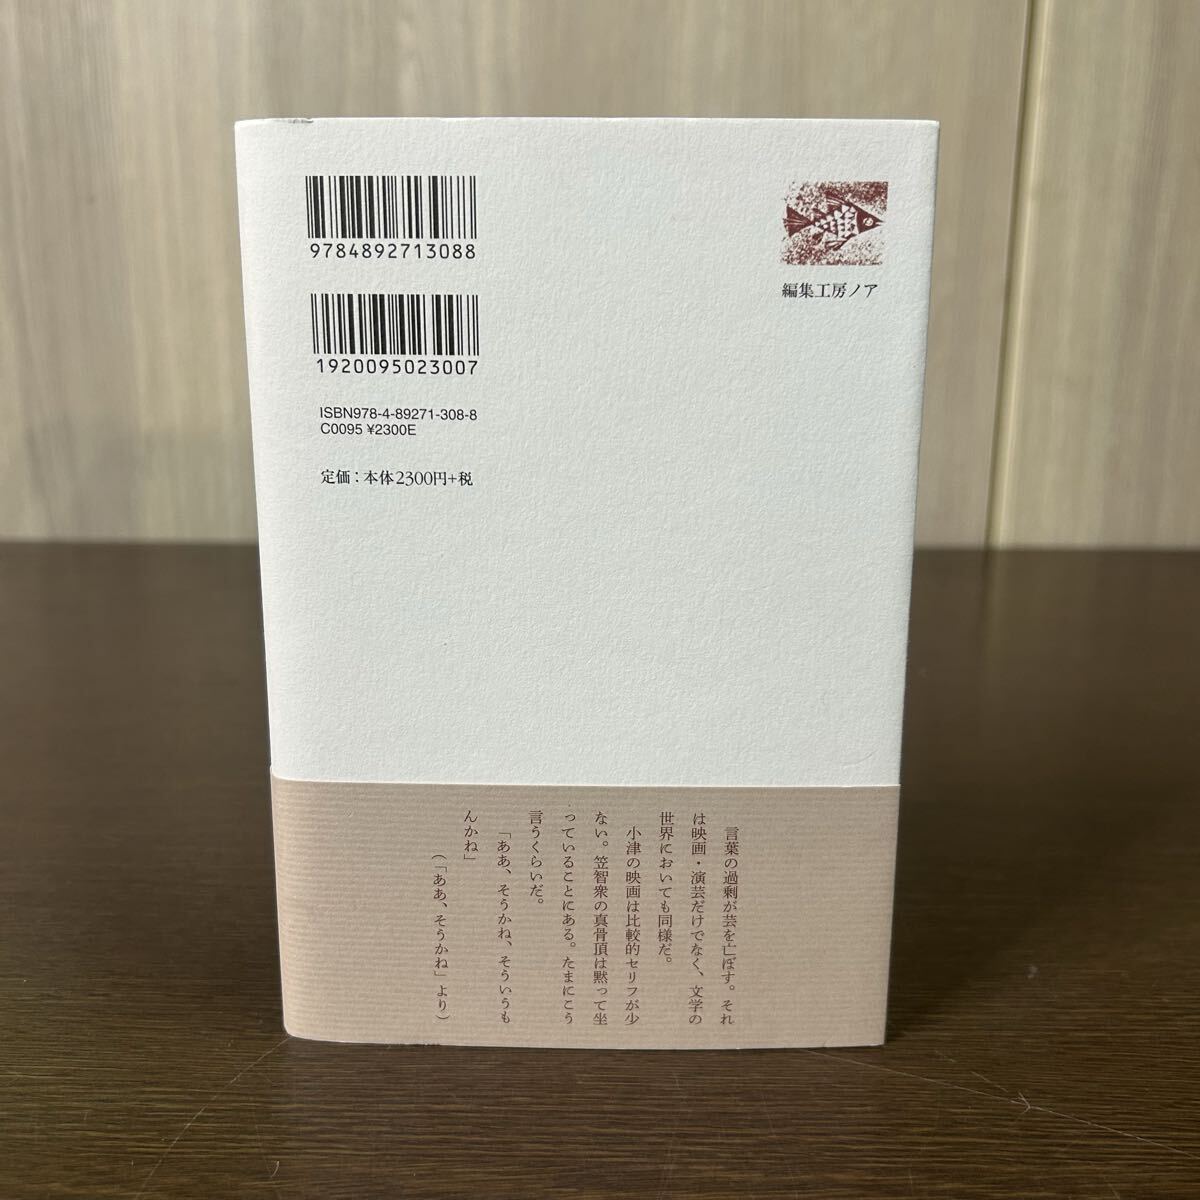 9784892713088
1920095023007
ISBN978-4-89271-308-8
C0095 ¥2300E
定価：本体2300円+税
編集工房ノア
言葉の過剰が芸を亡ぼす。それ
は映画・演芸だけでなく、文学の
世界においても同様だ。
小津の映画は比較的セリフが少
ない。笠智衆の真骨頂は黙って坐
っていることにある。たまにこう
言うくらいだ。
「ああ、そうかね、そういうも
んかね」
（「ああ、そうかね」より）